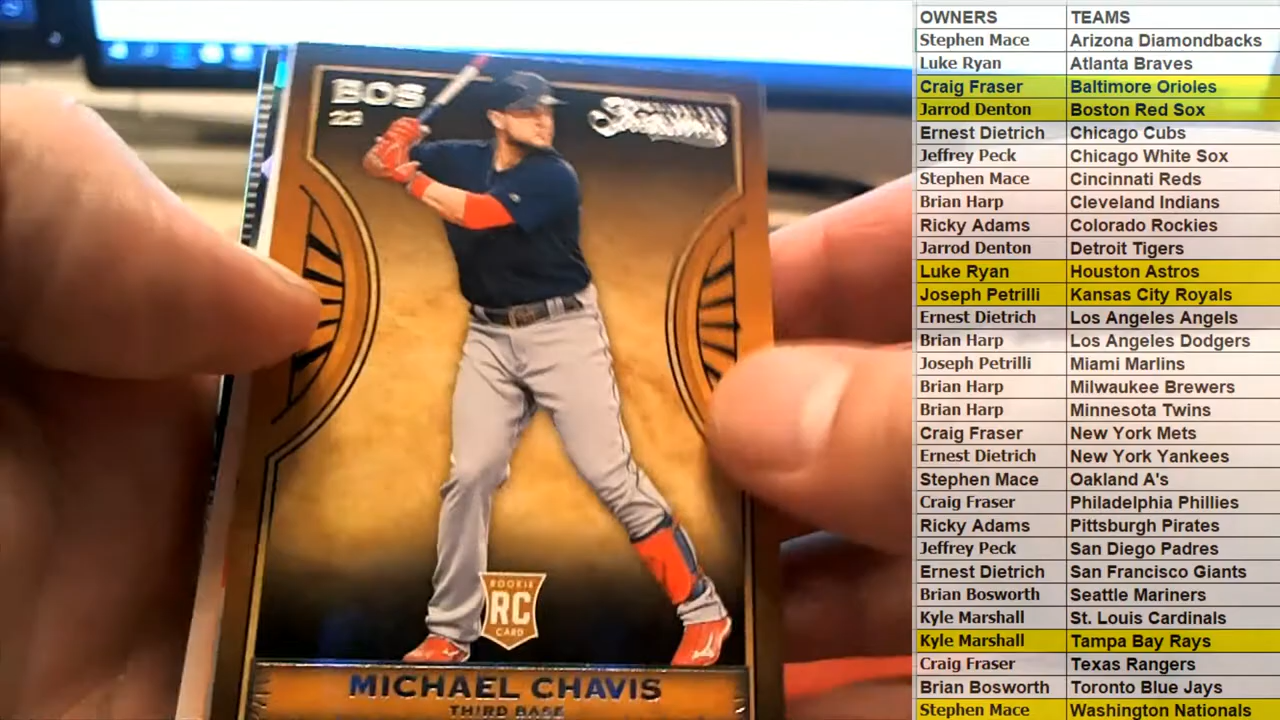 BOS
23
ROOKIE
RC
CARD
MICHAEL CHAVIS
THIRD BASE
OWNERS TEAMS
Stephen Mace Arizona Diamondbacks
Luke Ryan Atlanta Braves
Craig Fraser Baltimore Orioles
Jarrod Denton Boston Red Sox
Ernest Dietrich Chicago Cubs
Jeffrey Peck Chicago White Sox
Stephen Mace Cincinnati Reds
Brian Harp Cleveland Indians
Ricky Adams Colorado Rockies
Jarrod Denton Detroit Tigers
Luke Ryan Houston Astros
Joseph Petrilli Kansas City Royals
Ernest Dietrich Los Angeles Angels
Brian Harp Los Angeles Dodgers
Joseph Petrilli Miami Marlins
Brian Harp Milwaukee Brewers
Brian Harp Minnesota Twins
Craig Fraser New York Mets
Ernest Dietrich New York Yankees
Stephen Mace Oakland A's
Craig Fraser Philadelphia Phillies
Ricky Adams Pittsburgh Pirates
Jeffrey Peck San Diego Padres
Ernest Dietrich San Francisco Giants
Brian Bosworth Seattle Mariners
Kyle Marshall St. Louis Cardinals
Kyle Marshall Tampa Bay Rays
Craig Fraser Texas Rangers
Brian Bosworth Toronto Blue Jays
Stephen Mace Washington Nationals